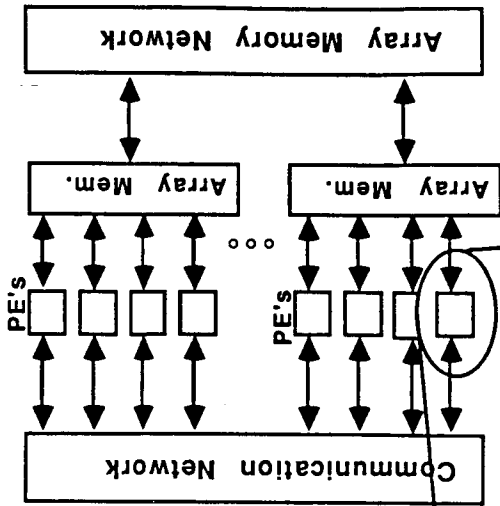 Communication Network
PE's
PE's
Array Mem.
Array Mem.
Array Memory Network